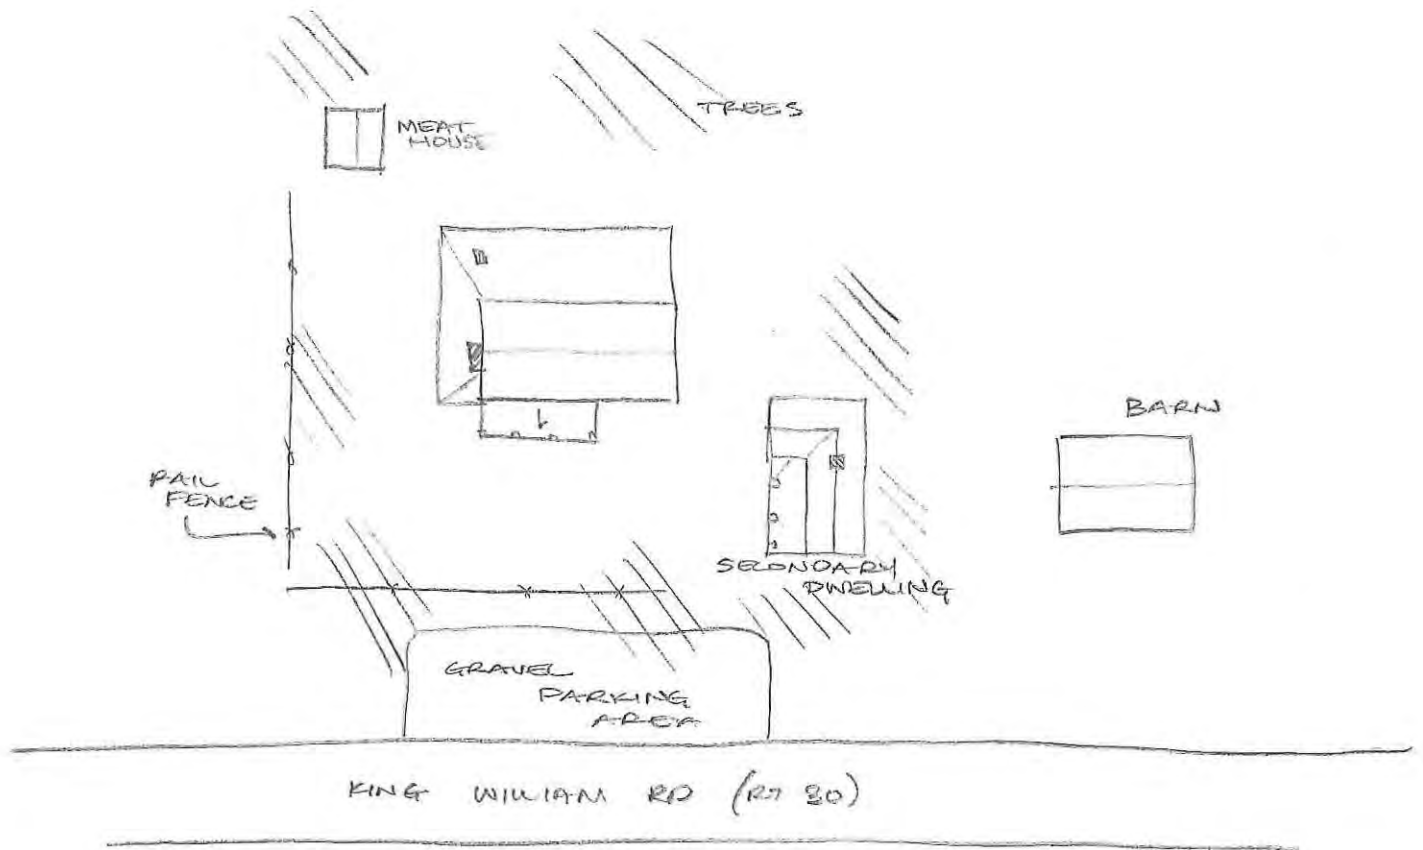 TREES
MEAT
HOUSE
BARN
RAIL
FENCE
SECONDARY
DWELLING
GRAVEL
PARKING
AREA
KING WILLIAM RD (RT 30)